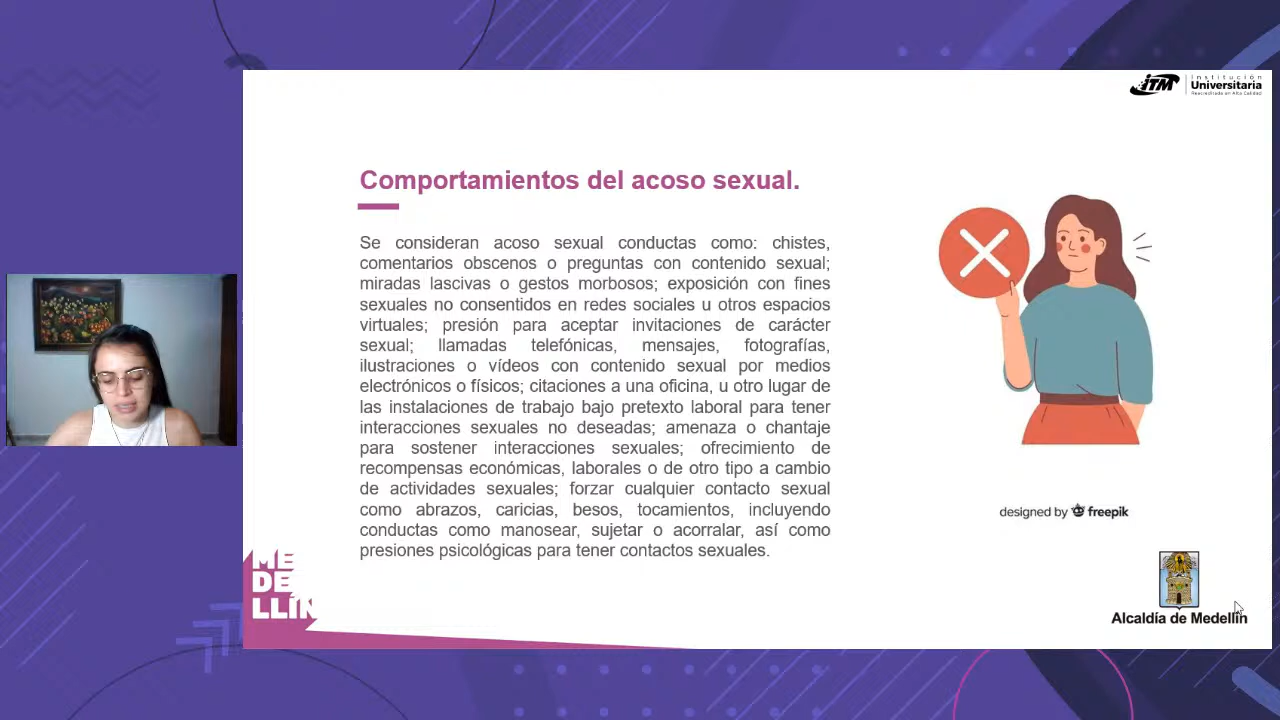 iTM
Institución
Universitaria
Reacreditada en Alta Calidad
Comportamientos del acoso sexual.
Se consideran acoso sexual conductas como: chistes,
comentarios obscenos o preguntas con contenido sexual;
miradas lascivas o gestos morbosos; exposición con fines
sexuales no consentidos en redes sociales u otros espacios
virtuales; presión para aceptar invitaciones de carácter
sexual; llamadas telefónicas, mensajes, fotografías,
ilustraciones o vídeos con contenido sexual por medios
electrónicos o físicos; citaciones a una oficina, u otro lugar de
las instalaciones de trabajo bajo pretexto laboral para tener
interacciones sexuales no deseadas; amenaza o chantaje
para sostener interacciones sexuales; ofrecimiento de
recompensas económicas, laborales o de otro tipo a cambio
de actividades sexuales; forzar cualquier contacto sexual
como abrazos, caricias, besos, tocamientos, incluyendo
conductas como manosear, sujetar o acorralar, así como
presiones psicológicas para tener contactos sexuales.
designed by freepik
ME
DE
LLÍN
Alcaldía de Medellín